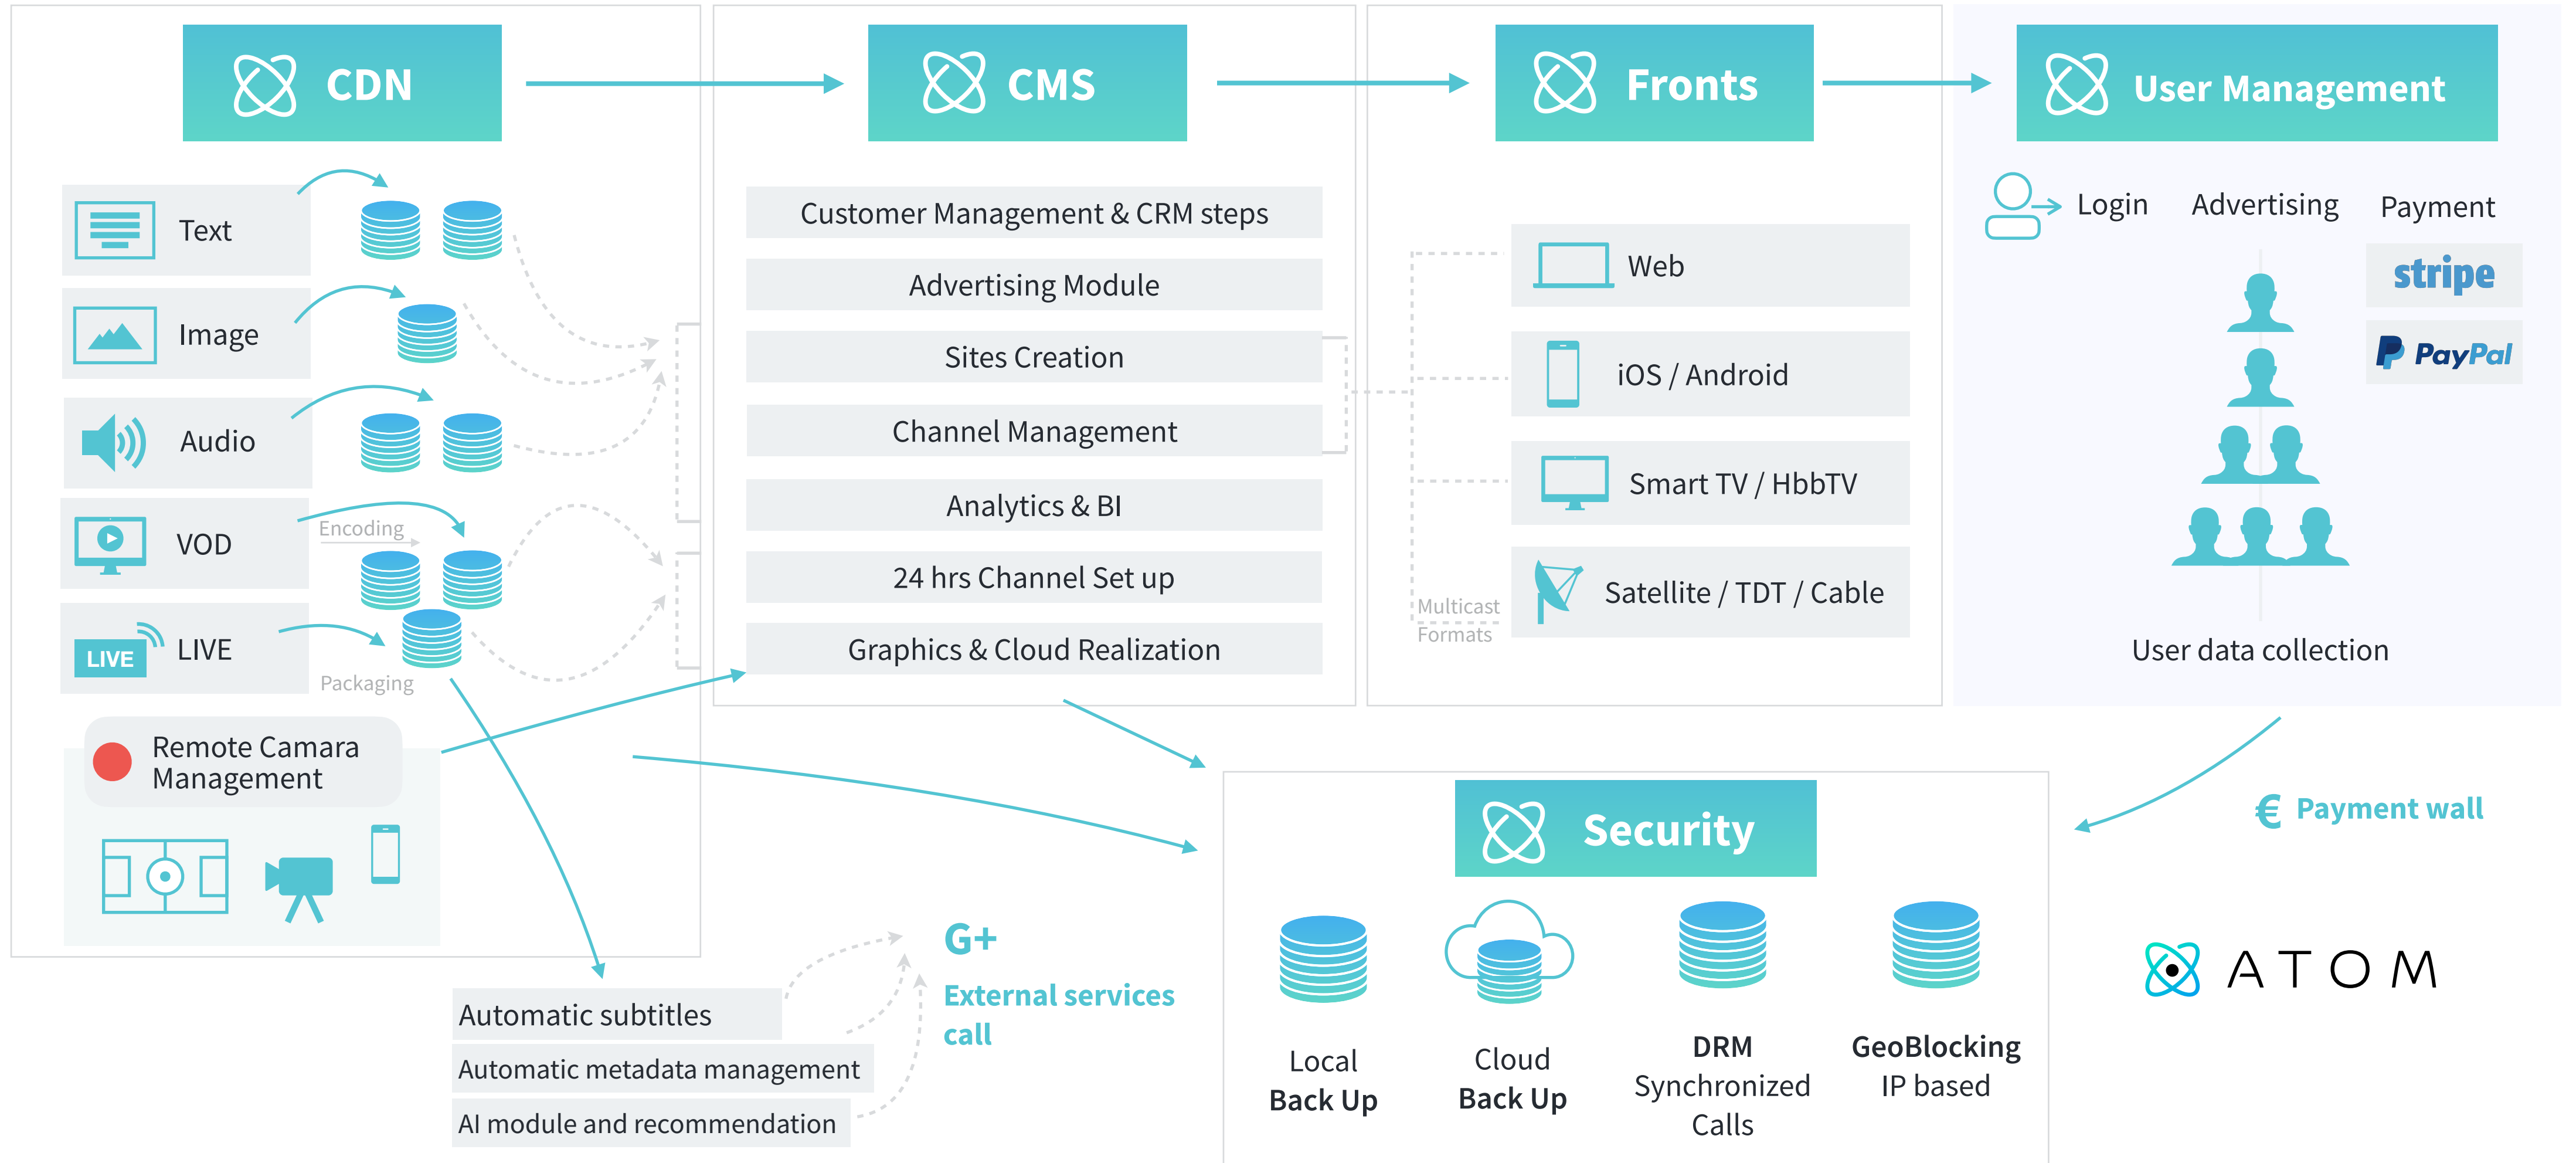 CDN
CMS
Fronts
User Management
Text
Image
Audio
VOD
LIVE
LIVE
Encoding
Packaging
Remote Camara
Management
Customer Management & CRM steps
Advertising Module
Sites Creation
Channel Management
Analytics & BI
24 hrs Channel Set up
Graphics & Cloud Realization
Web
iOS / Android
Smart TV / HbbTV
Satellite / TDT / Cable
Multicast
Formats
Login
Advertising
Payment
stripe
PayPal
User data collection
Automatic subtitles
Automatic metadata management
AI module and recommendation
G+
External services
call
Security
Local
Back Up
Cloud
Back Up
DRM
Synchronized
Calls
GeoBlocking
IP based
€ Payment wall
ATOM